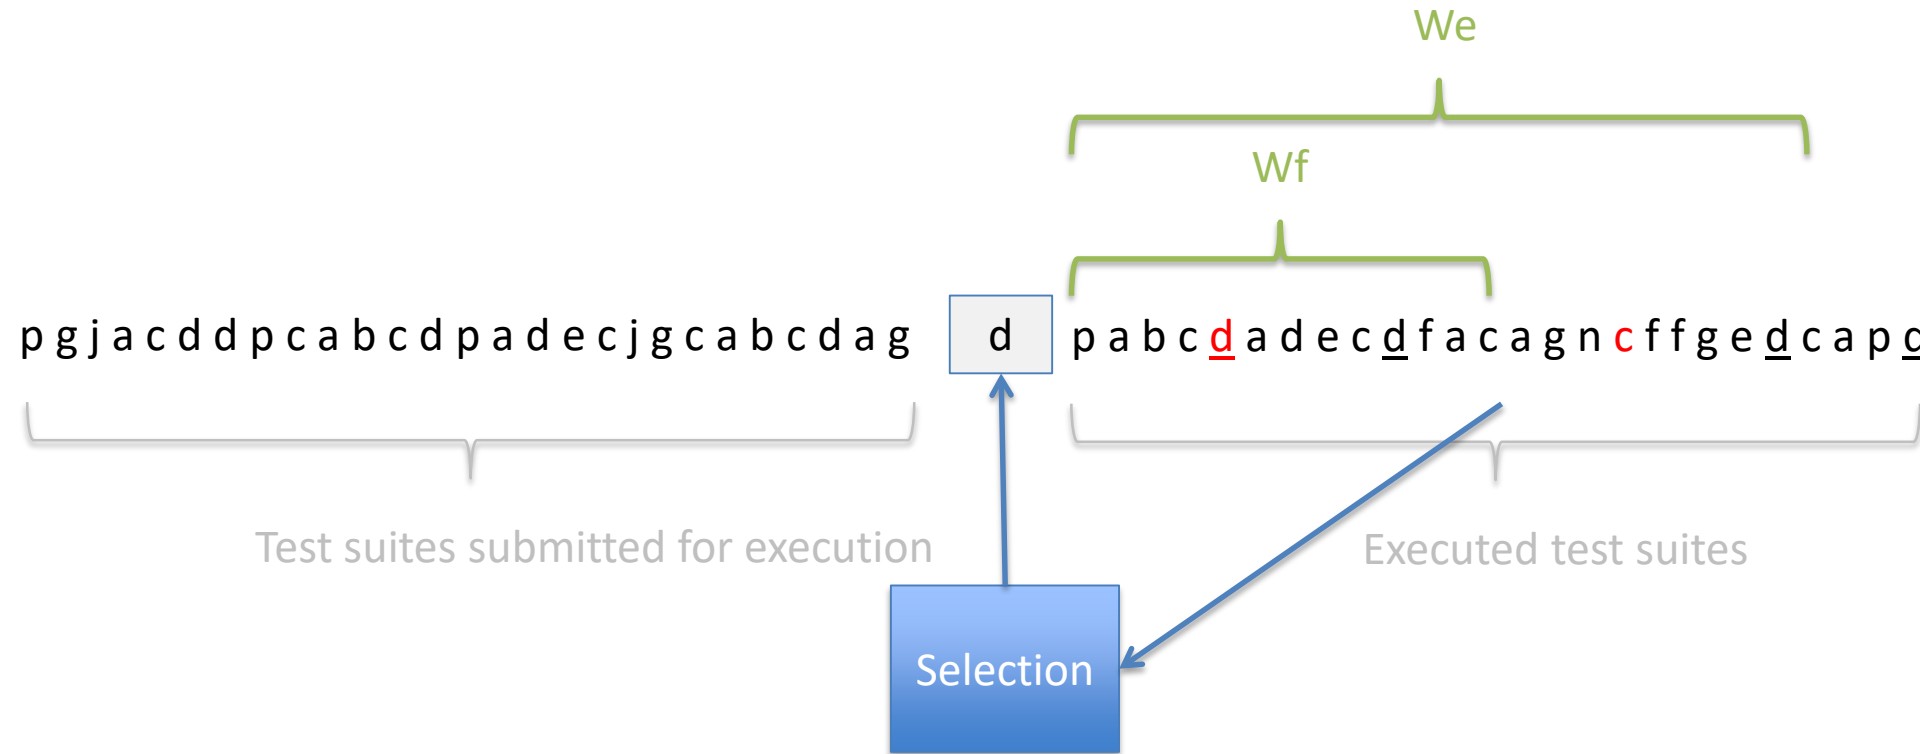 We
Wf
p g j a c d d p c a b c d p a d e c j g c a b c d a g
d
p a b c d a d e c d f a c a g n c f f g e d c a p
Test suites submitted for execution
Executed test suites
Selection